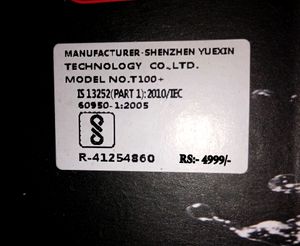 MANUFACTURER-SHENZHEN YUEXIN
TECHNOLOGY CO.,LTD.
MODEL NO.T100+
IS 13252(PART 1):2010/IEC
60950-1:2005
R-41254860 RS:- 4999/-